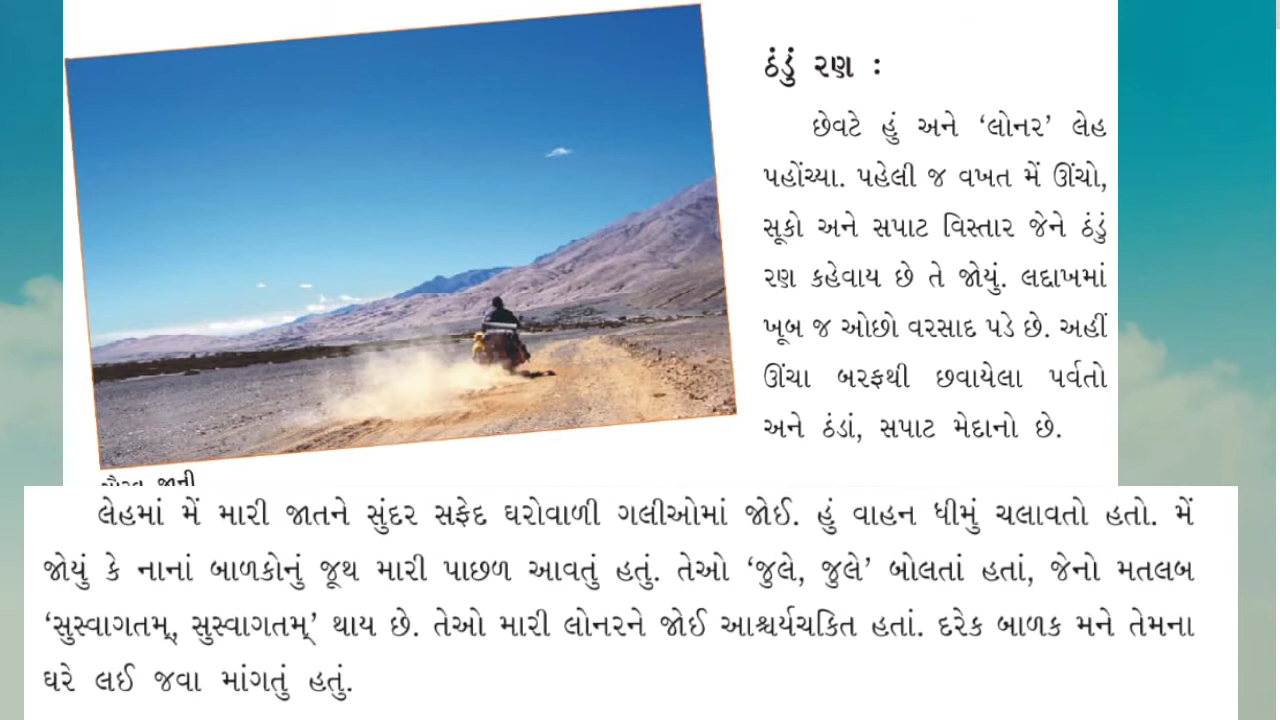 ઠંડું રણ :
છેવટે હું અને ‘લોનર’ લેહ
પહોંચ્યા. પહેલી જ વખત મેં ઊંચો,
સૂકો અને સપાટ વિસ્તાર જેને ઠંડું
રણ કહેવાય છે તે જોયું. લદ્દાખમાં
ખૂબ જ ઓછો વરસાદ પડે છે. અહીં
ઊંચા બરફથી છવાયેલા પર્વતો
અને ઠંડાં, સપાટ મેદાનો છે.
જાની
લેહમાં મેં મારી જાતને સુંદર સફેદ ઘરોવાળી ગલીઓમાં જોઈ. હું વાહન ધીમું ચલાવતો હતો. મેં
જોયું કે નાનાં બાળકોનું જૂથ મારી પાછળ આવતું હતું. તેઓ ‘જુલે, જુલે’ બોલતાં હતાં, જેનો મતલબ
‘સુસ્વાગતમ્, સુસ્વાગતમ્’ થાય છે. તેઓ મારી લોનરને જોઈ આશ્ચર્યચકિત હતાં. દરેક બાળક મને તેમના
ઘરે લઈ જવા માંગતું હતું.